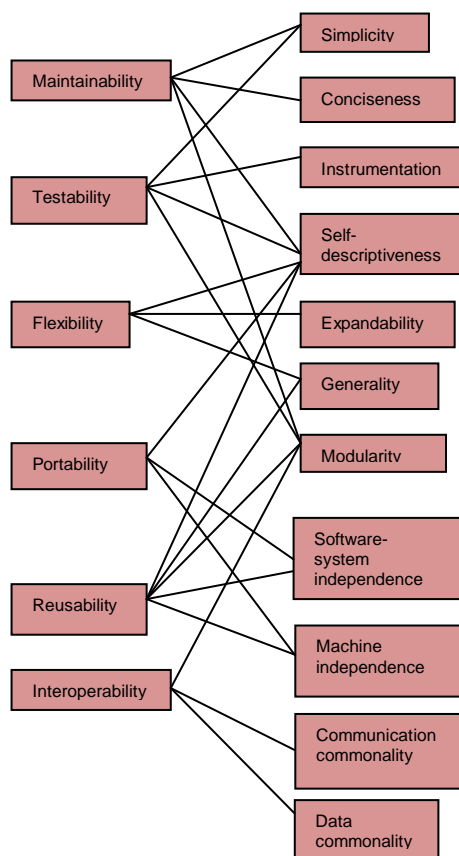 Simplicity
Maintainability
Conciseness
Instrumentation
Testability
Self-
descriptiveness
Flexibility
Expandability
Generality
Portability
Modularity
Software-
system
independence
Reusability
Machine
independence
Interoperability
Communication
commonality
Data
commonality